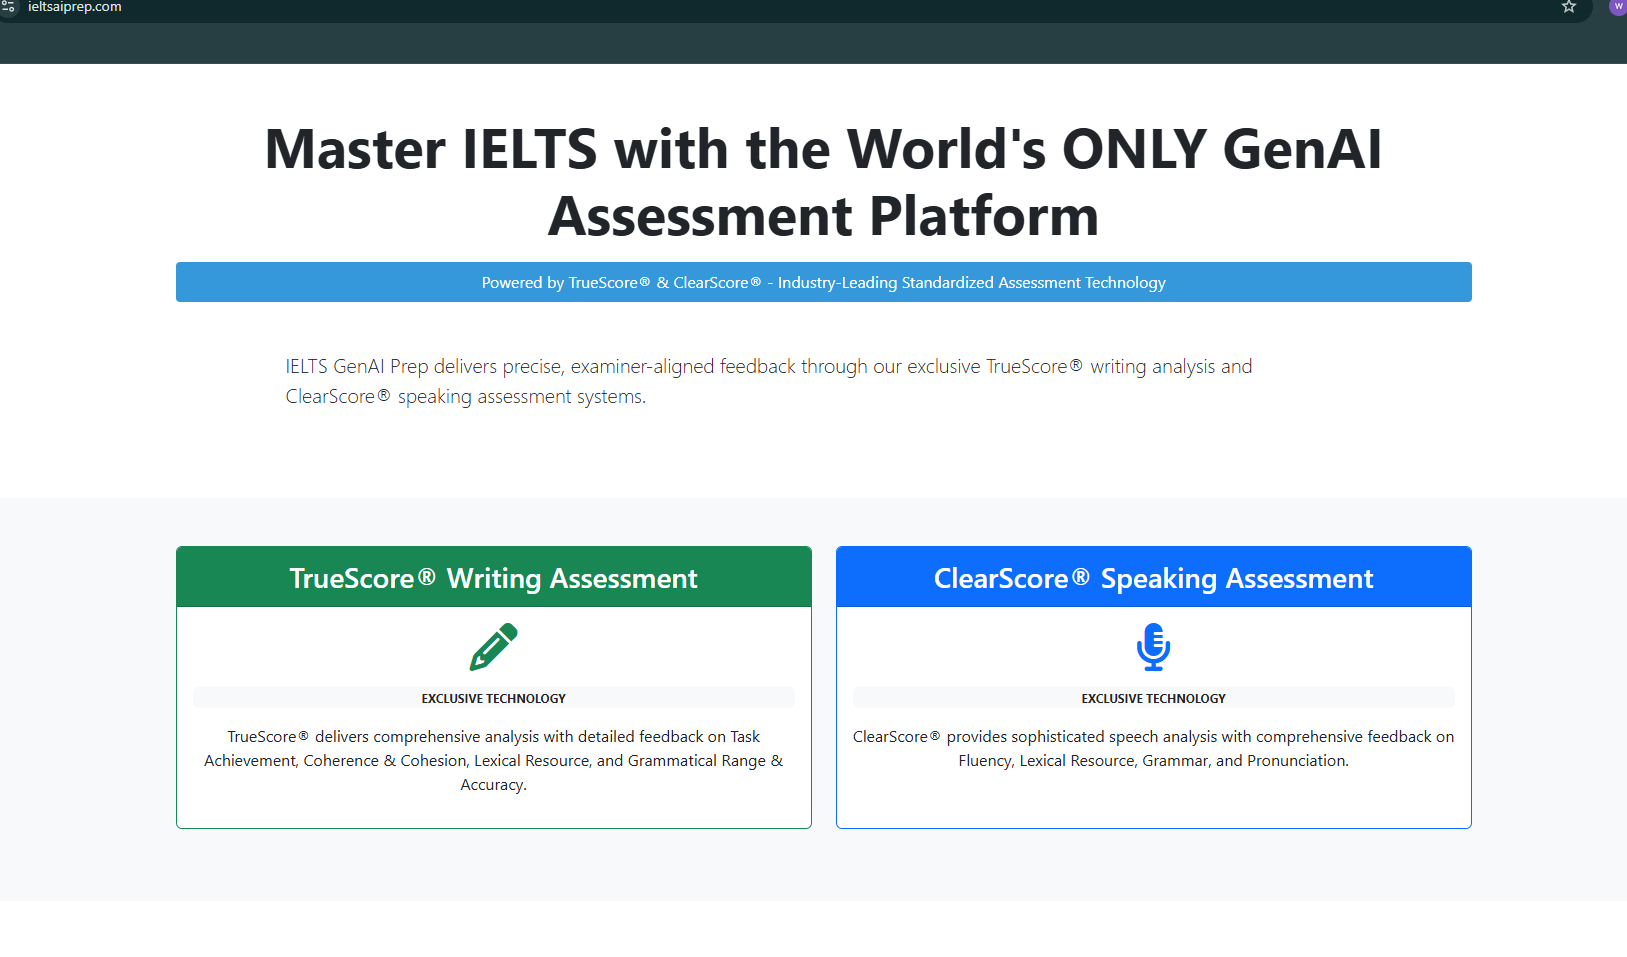 ieltsaiprep.com
W
Master IELTS with the World's ONLY GenAI
Assessment Platform
Powered by TrueScore® & ClearScore® - Industry-Leading Standardized Assessment Technology
IELTS GenAI Prep delivers precise, examiner-aligned feedback through our exclusive TrueScore® writing analysis and
ClearScore® speaking assessment systems.
TrueScore® Writing Assessment
EXCLUSIVE TECHNOLOGY
TrueScore® delivers comprehensive analysis with detailed feedback on Task
Achievement, Coherence & Cohesion, Lexical Resource, and Grammatical Range &
Accuracy.
ClearScore® Speaking Assessment
EXCLUSIVE TECHNOLOGY
ClearScore® provides sophisticated speech analysis with comprehensive feedback on
Fluency, Lexical Resource, Grammar, and Pronunciation.